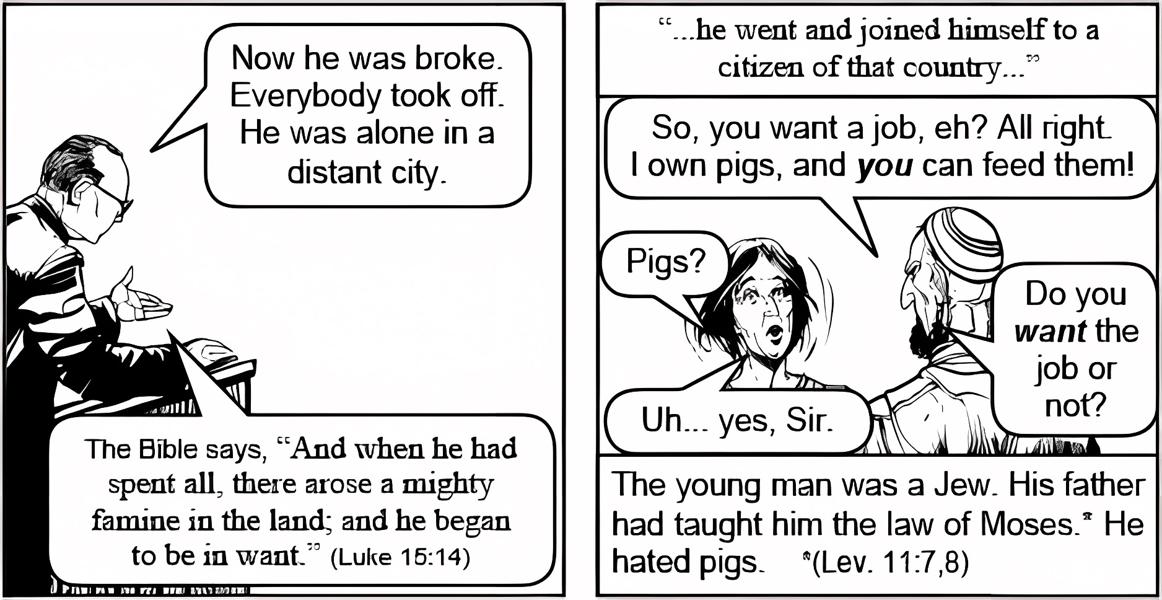 Now he was broke.
Everybody took off.
He was alone in a
distant city.
The Bible says, “And when he had
spent all, there arose a mighty
famine in the land; and he began
to be in want.” (Luke 15:14)
“...he went and joined himself to a
citizen of that country...”
So, you want a job, eh? All right.
I own pigs, and you can feed them!
Pigs?
Do you
want the
job or
not?
Uh... yes, Sir.
The young man was a Jew. His father
had taught him the law of Moses.* He
hated pigs. *(Lev. 11:7,8)